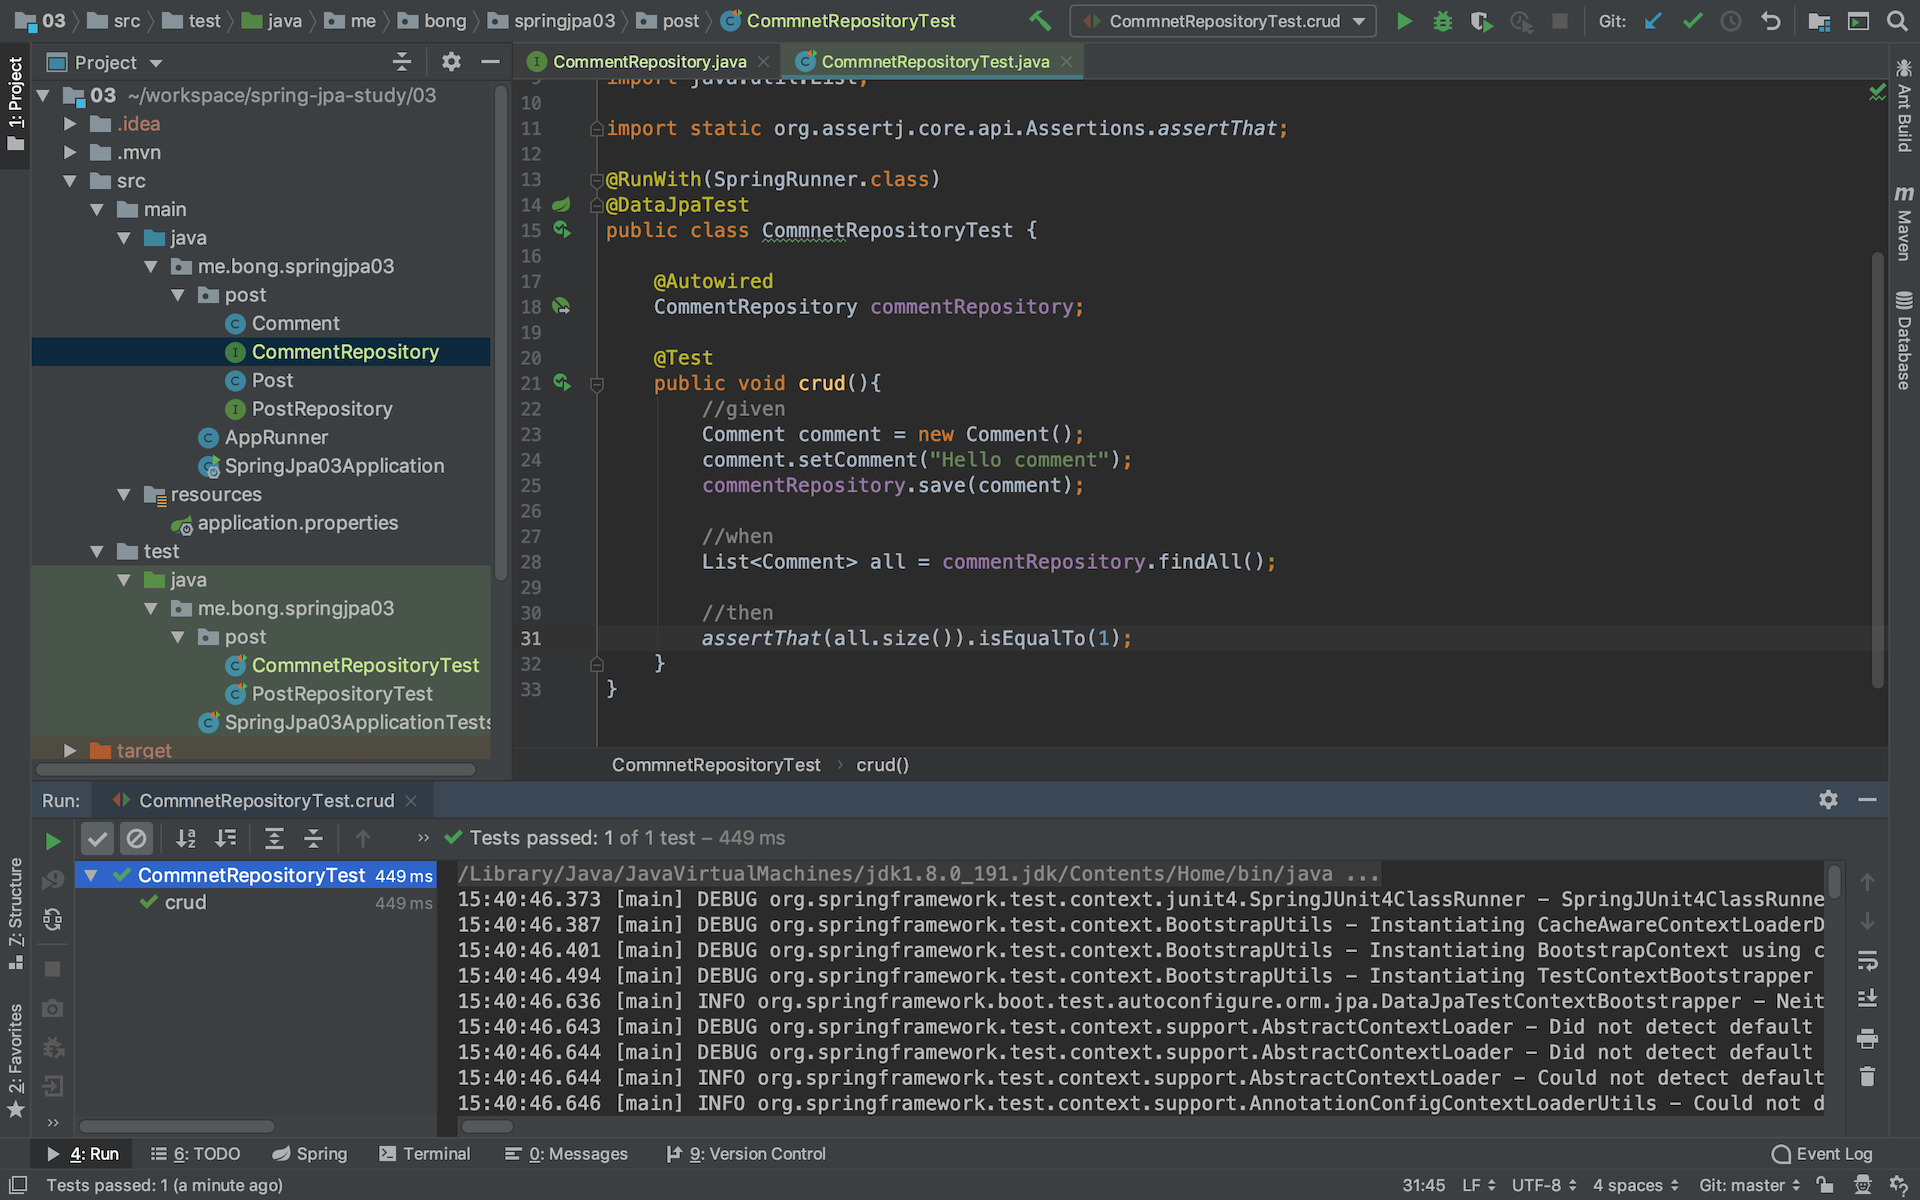 03 src test java me bong springjpa03 post CommnetRepositoryTest CommnetRepositoryTest.crud Git:
Project
CommentRepository.java CommnetRepositoryTest.java
1: Project
03 ~/workspace/spring-jpa-study/03
.idea
.mvn
src
main
java
me.bong.springjpa03
post
Comment
CommentRepository
Post
PostRepository
AppRunner
SpringJpa03Application
resources
application.properties
test
java
me.bong.springjpa03
post
CommnetRepositoryTest
PostRepositoryTest
SpringJpa03ApplicationTests
target
9 import java.util.List;
10
11 import static org.assertj.core.api.Assertions.assertThat;
12
13 @RunWith(SpringRunner.class)
14 @DataJpaTest
15 public class CommnetRepositoryTest {
16
17 @Autowired
18 CommentRepository commentRepository;
19
20 @Test
21 public void crud(){
22 //given
23 Comment comment = new Comment();
24 comment.setComment("Hello comment");
25 commentRepository.save(comment);
26
27 //when
28 List<Comment> all = commentRepository.findAll();
29
30 //then
31 assertThat(all.size()).isEqualTo(1);
32 }
33 }
CommnetRepositoryTest › crud()
Ant Build
m Maven
Database
Run: CommnetRepositoryTest.crud
Tests passed: 1 of 1 test – 449 ms
CommnetRepositoryTest 449 ms
crud 449 ms
/Library/Java/JavaVirtualMachines/jdk1.8.0_191.jdk/Contents/Home/bin/java ...
15:40:46.373 [main] DEBUG org.springframework.test.context.junit4.SpringJUnit4ClassRunner – SpringJUnit4ClassRunne
15:40:46.387 [main] DEBUG org.springframework.test.context.BootstrapUtils – Instantiating CacheAwareContextLoaderD
15:40:46.401 [main] DEBUG org.springframework.test.context.BootstrapUtils – Instantiating BootstrapContext using c
15:40:46.494 [main] DEBUG org.springframework.test.context.BootstrapUtils – Instantiating TestContextBootstrapper
15:40:46.636 [main] INFO org.springframework.boot.test.autoconfigure.orm.jpa.DataJpaTestContextBootstrapper – Neit
15:40:46.643 [main] DEBUG org.springframework.test.context.support.AbstractContextLoader – Did not detect default
15:40:46.644 [main] DEBUG org.springframework.test.context.support.AbstractContextLoader – Did not detect default
15:40:46.644 [main] INFO org.springframework.test.context.support.AbstractContextLoader – Could not detect default
15:40:46.646 [main] INFO org.springframework.test.context.support.AnnotationConfigContextLoaderUtils – Could not d
Z: Structure
2: Favorites
4: Run 6: TODO Spring Terminal 0: Messages 9: Version Control Event Log
Tests passed: 1 (a minute ago) 31:45 LF UTF-8 4 spaces Git: master